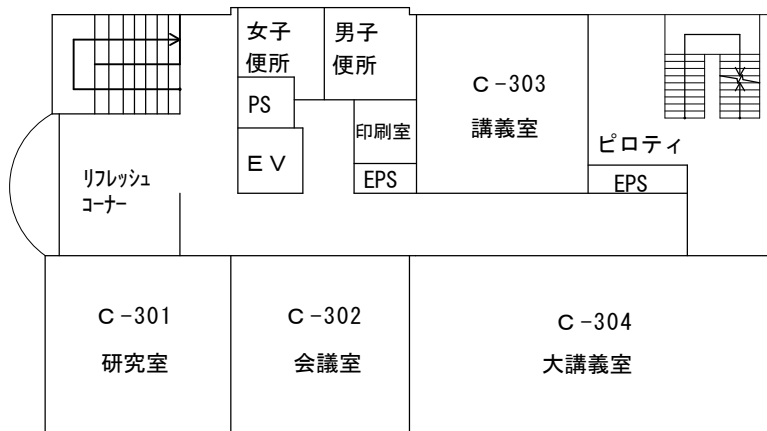 女子
便所
男子
便所
PS
EV
印刷室
EPS
C-303
講義室
ピロティ
EPS
ﾘﾌﾚｯｼｭ
ｺｰﾅｰ
C-301
研究室
C-302
会議室
C-304
大講義室